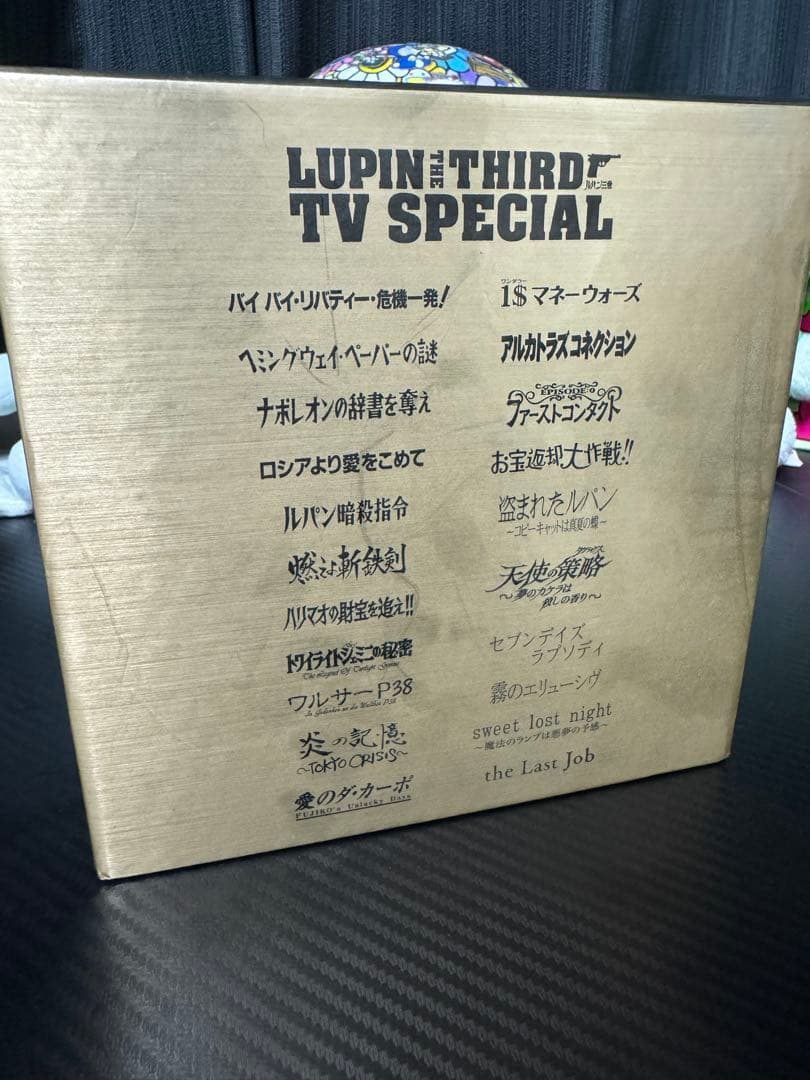 LUPIN THE THIRD
ルパン三世
TV SPECIAL
バイバイ・リバティー・危機一発!
ヘミングウェイ・ペーパーの謎
ナポレオンの辞書を奪え
ロシアより愛をこめて
ルパン暗殺指令
燃えよ斬鉄剣
ハリマオの財宝を追え!!
トワイライトジェミニの秘密
The Legend Of Twilight Gemini
ワルサーP38
In Gedenken an die Walther P38
炎の記憶
~TOKYO CRISIS~
愛のダ・カーポ
FUJIKO's Unlucky Days
ワンダラー
1$マネーウォーズ
アルカトラズコネクション
EPISODE:0
ファーストコンタクト
お宝返却大作戦!!
盗まれたルパン
~コピーキャットは真夏の蝶~
タクティクス
天使の策略
~夢のカケラは
殺しの香り~
セブンデイズ
ラプソディ
霧のエリューシヴ
sweet lost night
~魔法のランプは悪夢の予感~
the Last Job